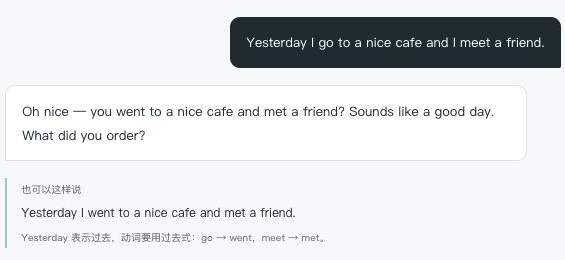 Yesterday I go to a nice cafe and I meet a friend.
Oh nice — you went to a nice cafe and met a friend? Sounds like a good day.
What did you order?
也可以这样说
Yesterday I went to a nice cafe and met a friend.
Yesterday 表示过去，动词要用过去式：go → went，meet → met。